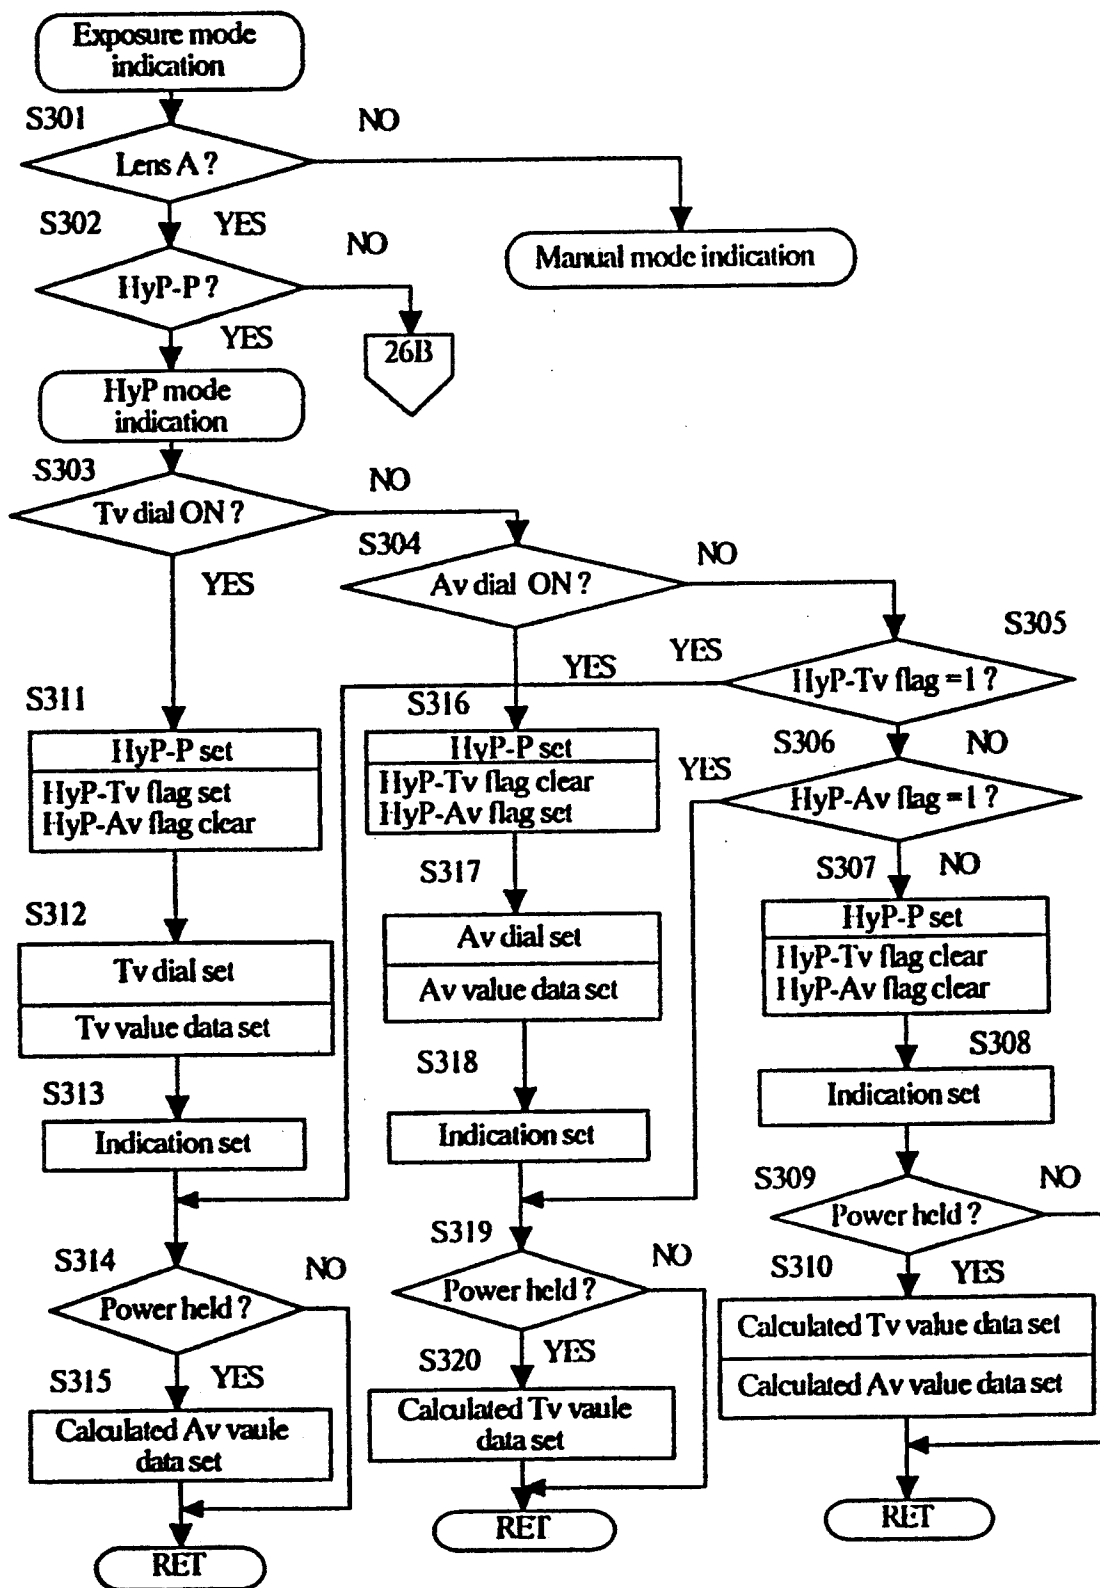 Exposure mode
indication
S301
NO
Lens A ?
S302
YES
NO
Manual mode indication
HyP-P ?
YES
26B
HyP mode
indication
S303
NO
Tv dial ON ?
S304
NO
YES
Av dial ON ?
S305
YES
YES
HyP-Tv flag =1 ?
S311
S316
S306
NO
HyP-P set
HyP-Tv flag set
HyP-Av flag clear
HyP-P set
HyP-Tv flag clear
HyP-Av flag set
YES
HyP-Av flag =1 ?
S317
S307
NO
S312
HyP-P set
HyP-Tv flag clear
HyP-Av flag clear
Av dial set
Av value data set
Tv dial set
Tv value data set
S308
S318
S313
Indication set
Indication set
Indication set
S309
NO
Power held ?
S319
S314
NO
NO
S310
YES
Power held ?
Power held ?
Calculated Tv value data set
Calculated Av value data set
S320
YES
S315
YES
Calculated Tv vaule
data set
Calculated Av vaule
data set
RET
RET
RET